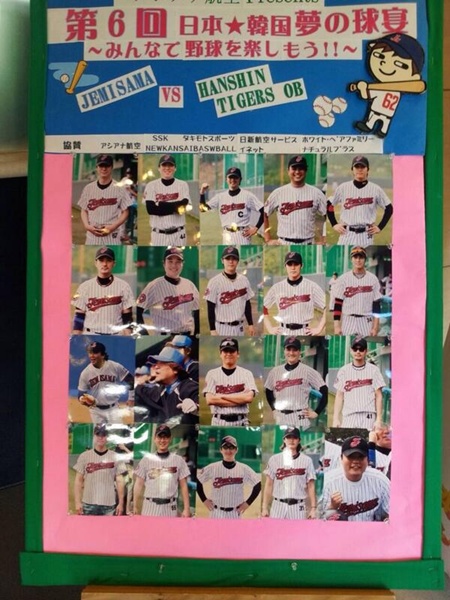 Presents
第6回 日本★韓国夢の球宴
～みんなで野球を楽しもう!!～
JEMISAMA VS HANSHIN TIGERS OB
62
協賛 アシアナ航空 SSK タキモトスポーツ 日新航空サービス ホワイトベアファミリー
NEWKANSAIBASWBALL イネット ナチュラルプラス